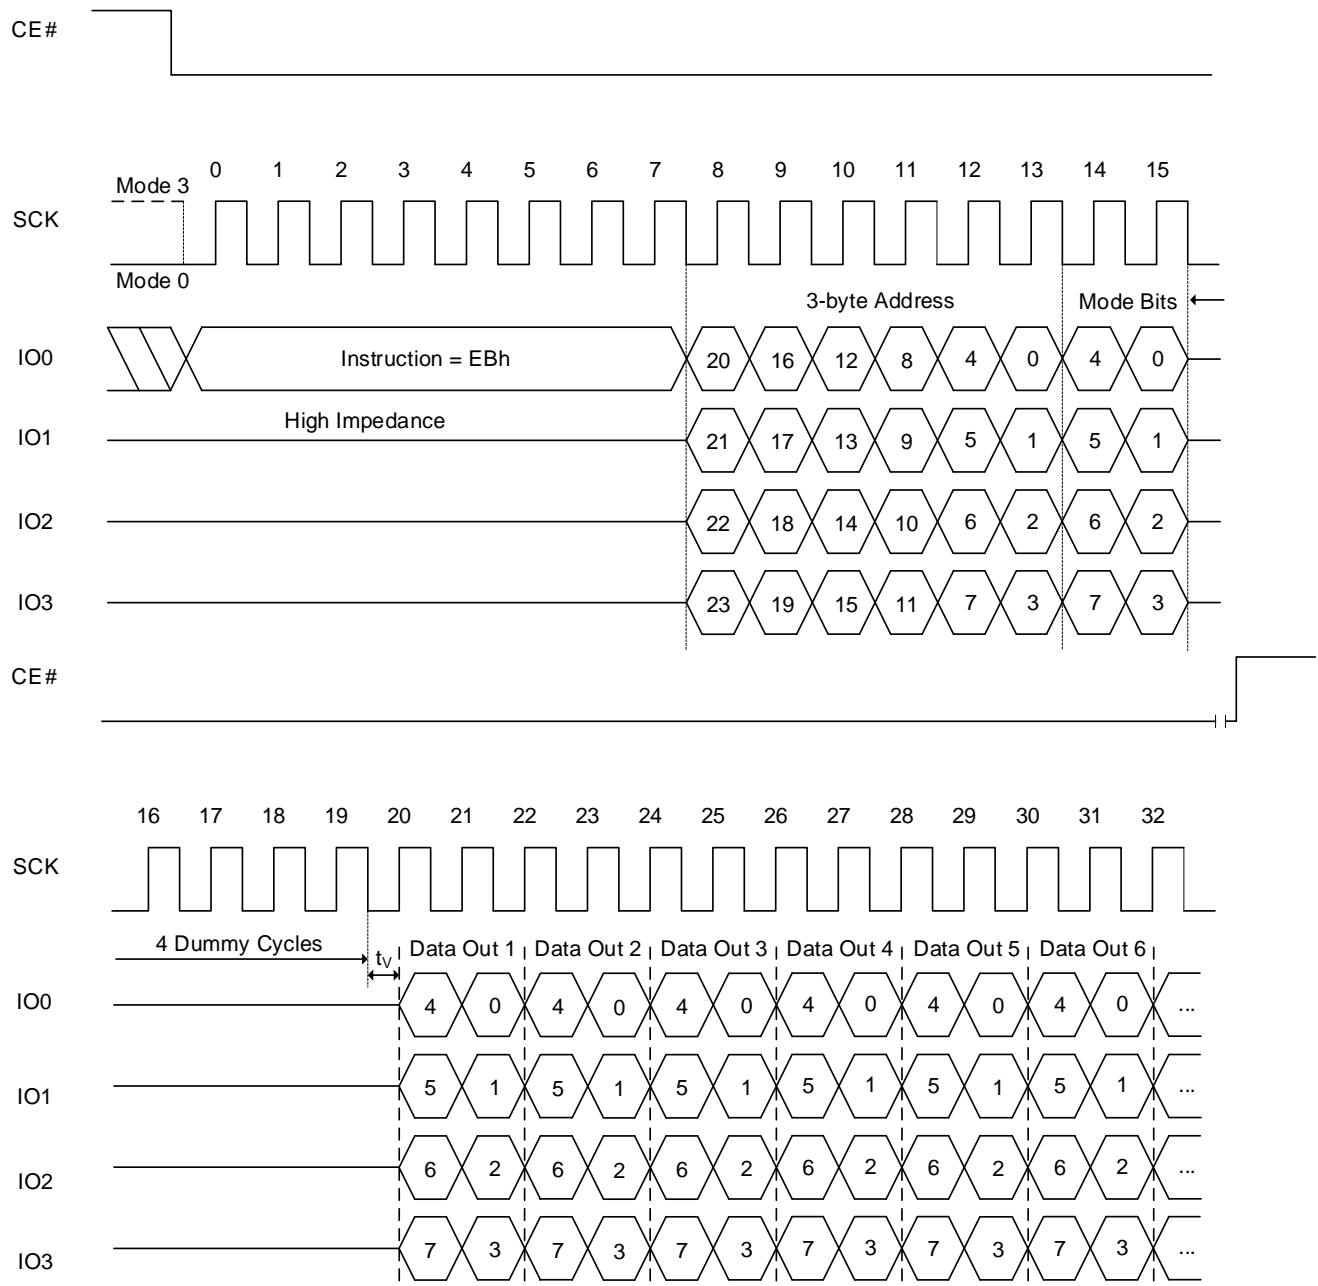 CE#
0 1 2 3 4 5 6 7 8 9 10 11 12 13 14 15
Mode 3
SCK
Mode 0
3-byte Address Mode Bits
IO0 Instruction = EBh 20 16 12 8 4 0 4 0
High Impedance
IO1 21 17 13 9 5 1 5 1
IO2 22 18 14 10 6 2 6 2
IO3 23 19 15 11 7 3 7 3
CE#
16 17 18 19 20 21 22 23 24 25 26 27 28 29 30 31 32
SCK
4 Dummy Cycles tV Data Out 1 Data Out 2 Data Out 3 Data Out 4 Data Out 5 Data Out 6
IO0 4 0 4 0 4 0 4 0 4 0 4 0 ...
IO1 5 1 5 1 5 1 5 1 5 1 5 1 ...
IO2 6 2 6 2 6 2 6 2 6 2 6 2 ...
IO3 7 3 7 3 7 3 7 3 7 3 7 3 ...